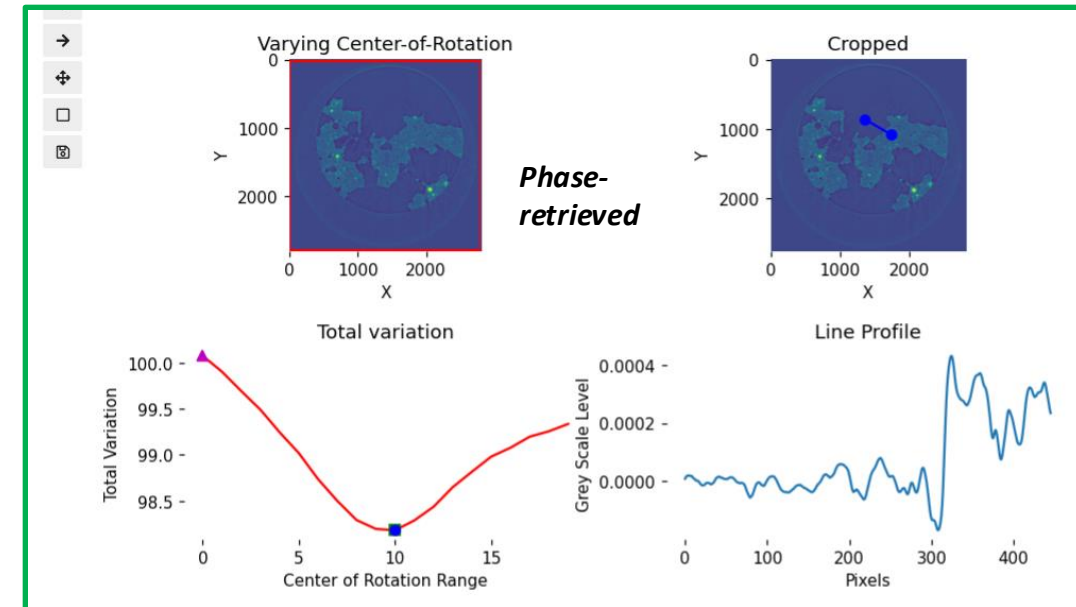 Varying Center-of-Rotation
0
1000
2000
Y
0 1000 2000
X
Phase-
retrieved
Cropped
0
1000
2000
Y
0 1000 2000
X
Total variation
100.0
99.5
99.0
98.5
Total Variation
0 5 10 15
Center of Rotation Range
Line Profile
0.0004
0.0002
0.0000
Grey Scale Level
0 100 200 300 400
Pixels